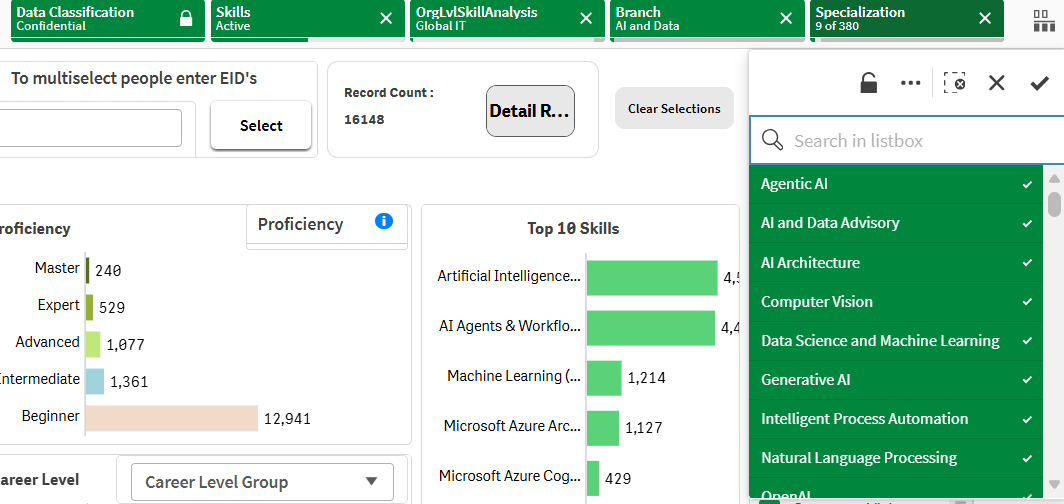 Data Classification
Confidential
Skills
Active
OrgLvlSkillAnalysis
Global IT
Branch
AI and Data
Specialization
9 of 380
To multiselect people enter EID's
Select
Record Count :
16148
Detail R...
Clear Selections
Search in listbox
Agentic AI
AI and Data Advisory
AI Architecture
Computer Vision
Data Science and Machine Learning
Generative AI
Intelligent Process Automation
Natural Language Processing
OpenAI
roficiency
Proficiency
Master 240
Expert 529
Advanced 1,077
ntermediate 1,361
Beginner 12,941
Top 10 Skills
Artificial Intelligence... 4,5
AI Agents & Workflo... 4,4
Machine Learning (... 1,214
Microsoft Azure Arc... 1,127
Microsoft Azure Cog... 429
areer Level
Career Level Group